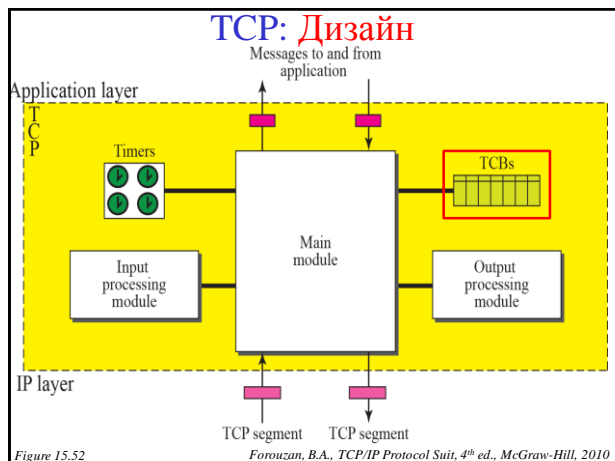 TCP: Дизайн
Messages to and from
application
Application layer
T
C
P
Timers
TCBs
Main
module
Input
processing
module
Output
processing
module
IP layer
TCP segment
TCP segment
Figure 15.52
Forouzan, B.A., TCP/IP Protocol Suit, 4th ed., McGraw-Hill, 2010